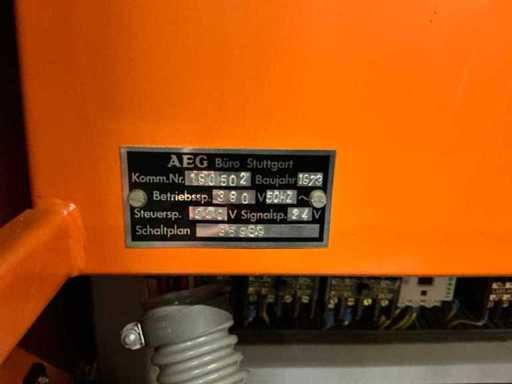 AEG Büro Stuttgart
Komm.Nr. 190502 Baujahr 1973
Betriebssp. 380 V 50HZ ~
Steuersp. V Signalsp. 24 V
Schaltplan